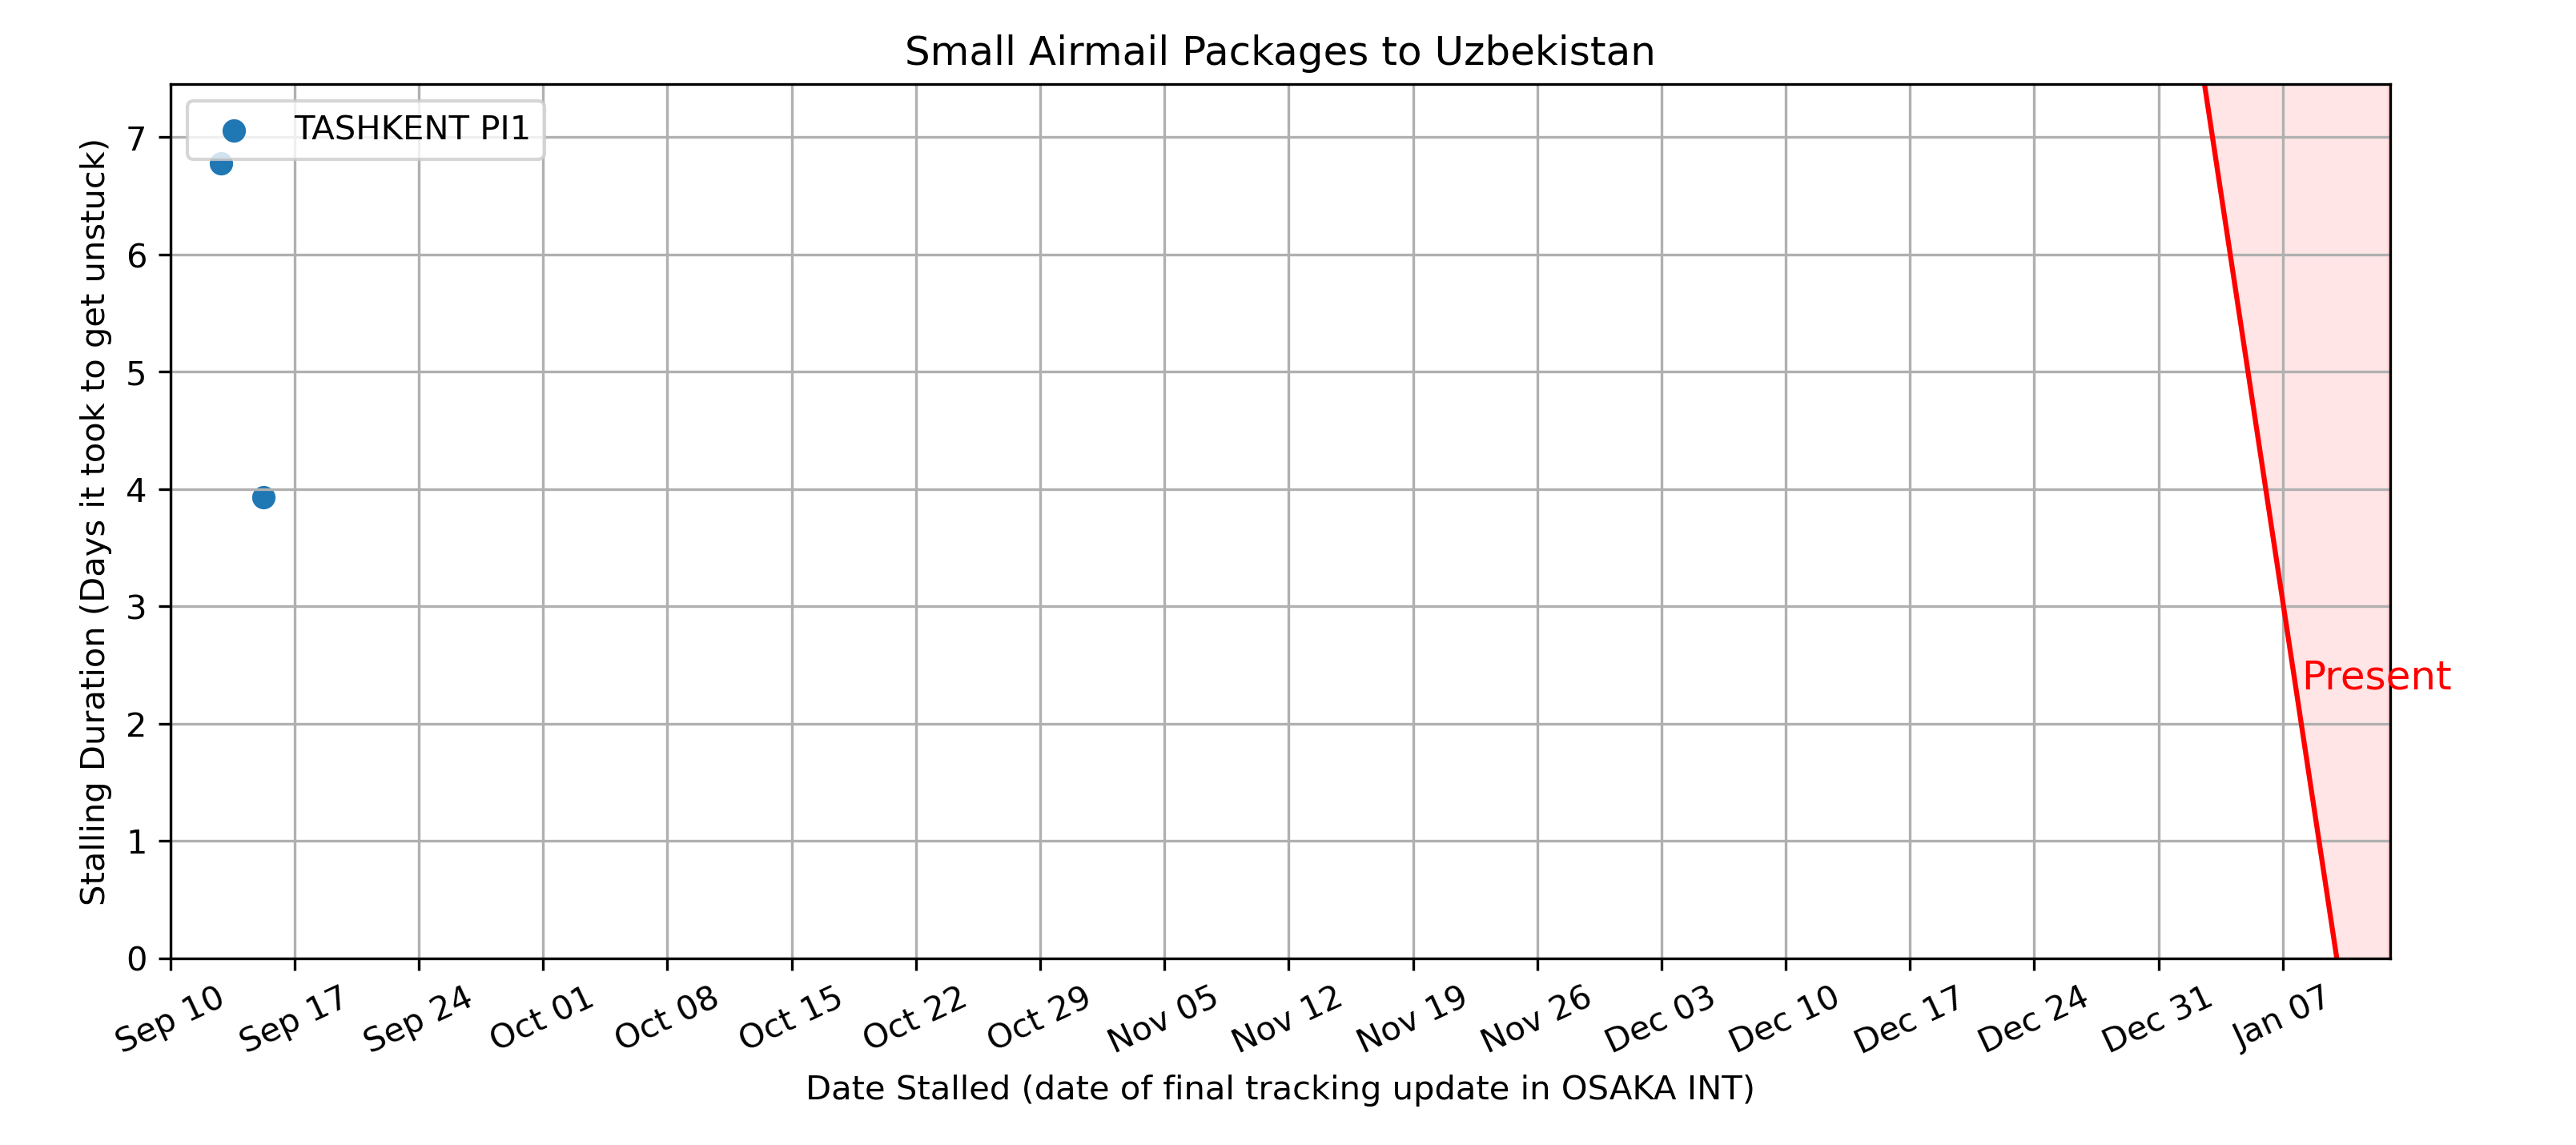 Small Airmail Packages to Uzbekistan
TASHKENT PI1
Stalling Duration (Days it took to get unstuck)
7
6
5
4
3
2
1
0
Present
Sep 10
Sep 17
Sep 24
Oct 01
Oct 08
Oct 15
Oct 22
Oct 29
Nov 05
Nov 12
Nov 19
Nov 26
Dec 03
Dec 10
Dec 17
Dec 24
Dec 31
Jan 07
Date Stalled (date of final tracking update in OSAKA INT)